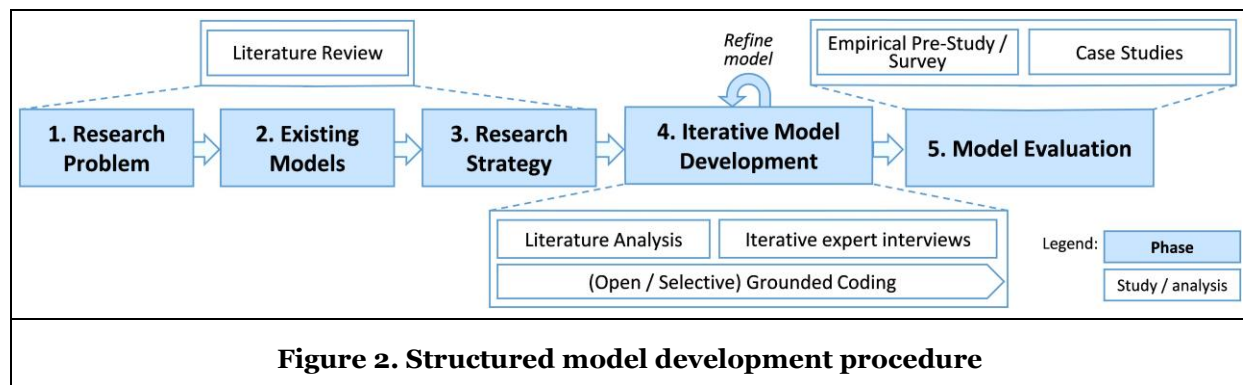 Literature Review
Refine
model
Empirical Pre-Study /
Survey
Case Studies
1. Research
Problem
2. Existing
Models
3. Research
Strategy
4. Iterative Model
Development
5. Model Evaluation
Literature Analysis
Iterative expert interviews
(Open / Selective) Grounded Coding
Legend:
Phase
Study / analysis
Figure 2. Structured model development procedure